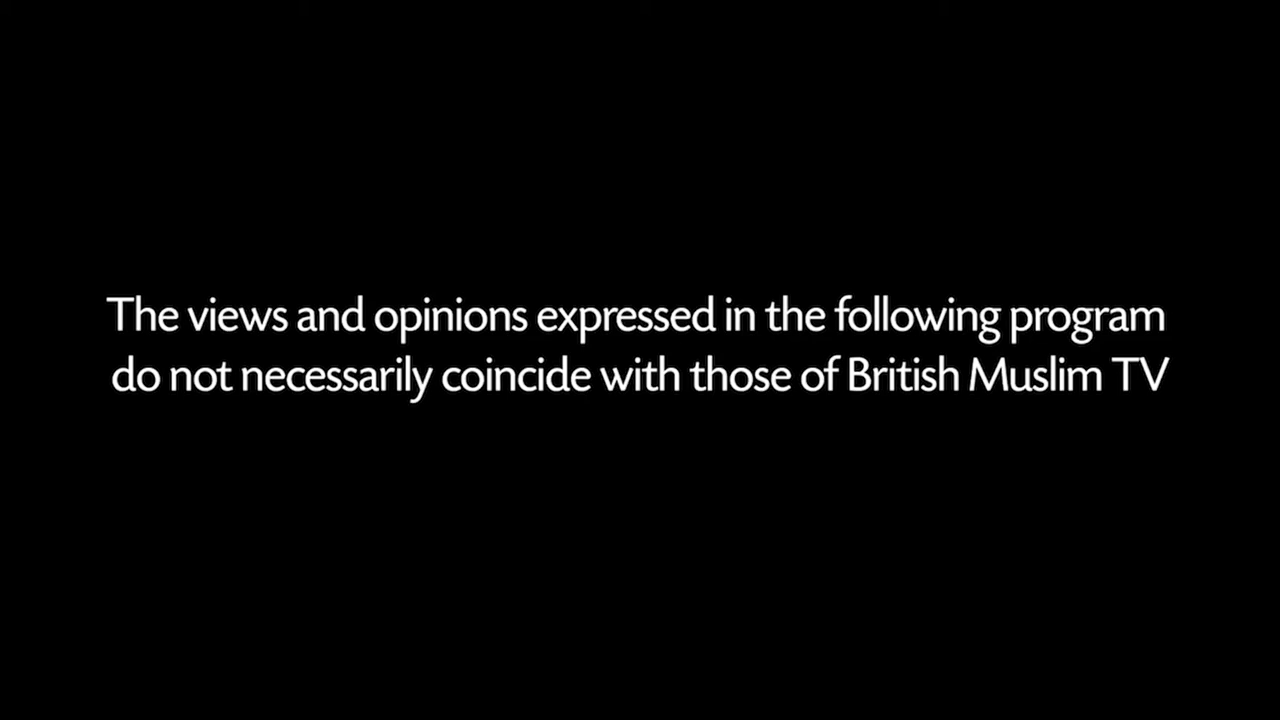 The views and opinions expressed in the following program
do not necessarily coincide with those of British Muslim TV